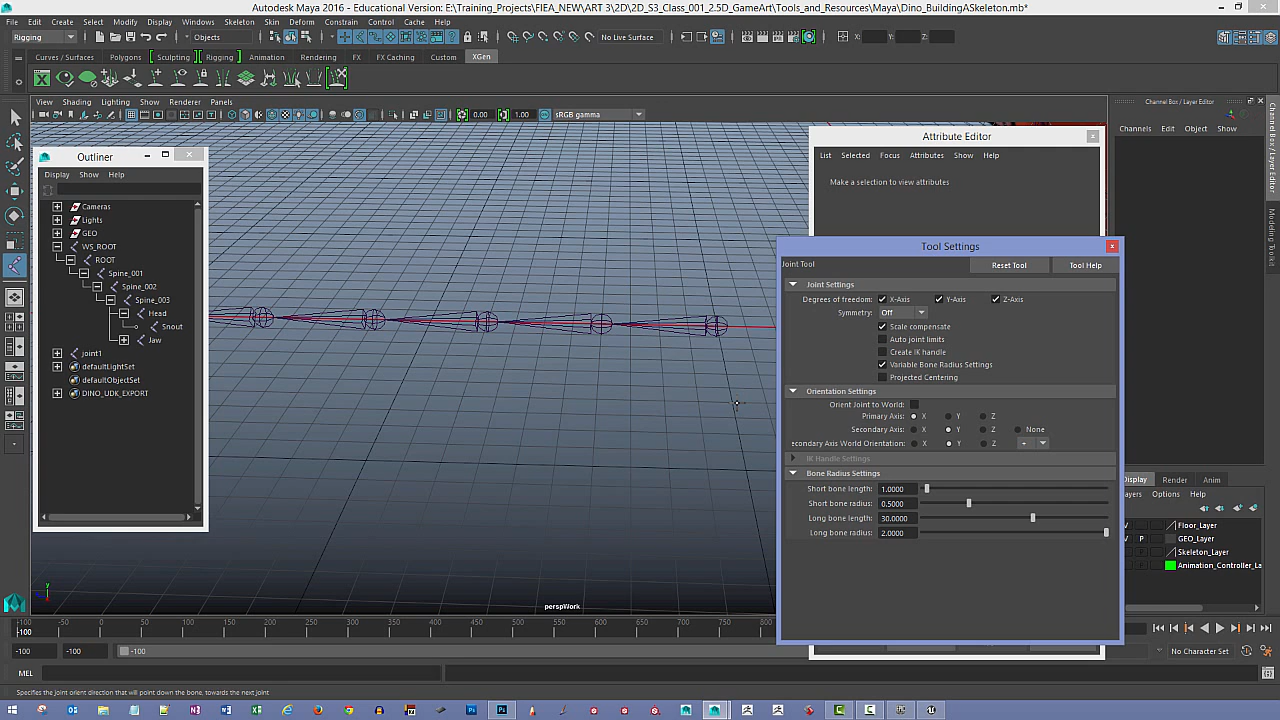 Autodesk Maya 2016 - Educational Version: E:\Training_Projects\FIEA_NEW\ART 3\2D\2D_S3_Class_001_2.5D_GameArt\Tools_and_Resources\Maya\Dino_BuildingASkeleton.mb*
File Edit Create Select Modify Display Windows Skeleton Skin Deform Constrain Control Cache Help
Rigging Objects No Live Surface X: Y: Z:
Curves / Surfaces Polygons Sculpting Rigging Animation Rendering FX FX Caching Custom XGen
View Shading Lighting Show Renderer Panels
0.00 1.00 sRGB gamma
Channel Box / Layer Editor
Channels Edit Object Show
Channel Box / Layer Editor
Modeling Toolkit
Outliner
Display Show Help
Cameras
Lights
GEO
WS_ROOT
ROOT
Spine_001
Spine_002
Spine_003
Head
Snout
Jaw
joint1
defaultLightSet
defaultObjectSet
DINO_UDK_EXPORT
Attribute Editor
List Selected Focus Attributes Show Help
Make a selection to view attributes
Tool Settings
Joint Tool Reset Tool Tool Help
Joint Settings
Degrees of freedom: X-Axis Y-Axis Z-Axis
Symmetry: Off
Scale compensate
Auto joint limits
Create IK handle
Variable Bone Radius Settings
Projected Centering
Orientation Settings
Orient Joint to World:
Primary Axis: X Y Z
Secondary Axis: X Y Z None
econdary Axis World Orientation: X Y Z +
IK Handle Settings
Bone Radius Settings
Short bone length: 1.0000
Short bone radius: 0.5000
Long bone length: 30.0000
Long bone radius: 2.0000
Display Render Anim
ayers Options Help
V Floor_Layer
V P GEO_Layer
Skeleton_Layer
Animation_Controller_La
y
perspWork
-100 -50 0 50 100 150 200 250 300 350 400 450 500 550 600 650 700 750 800
-100
-100 -100 -100 No Character Set
MEL
Specifies the joint orient direction that will point down the bone, towards the next joint